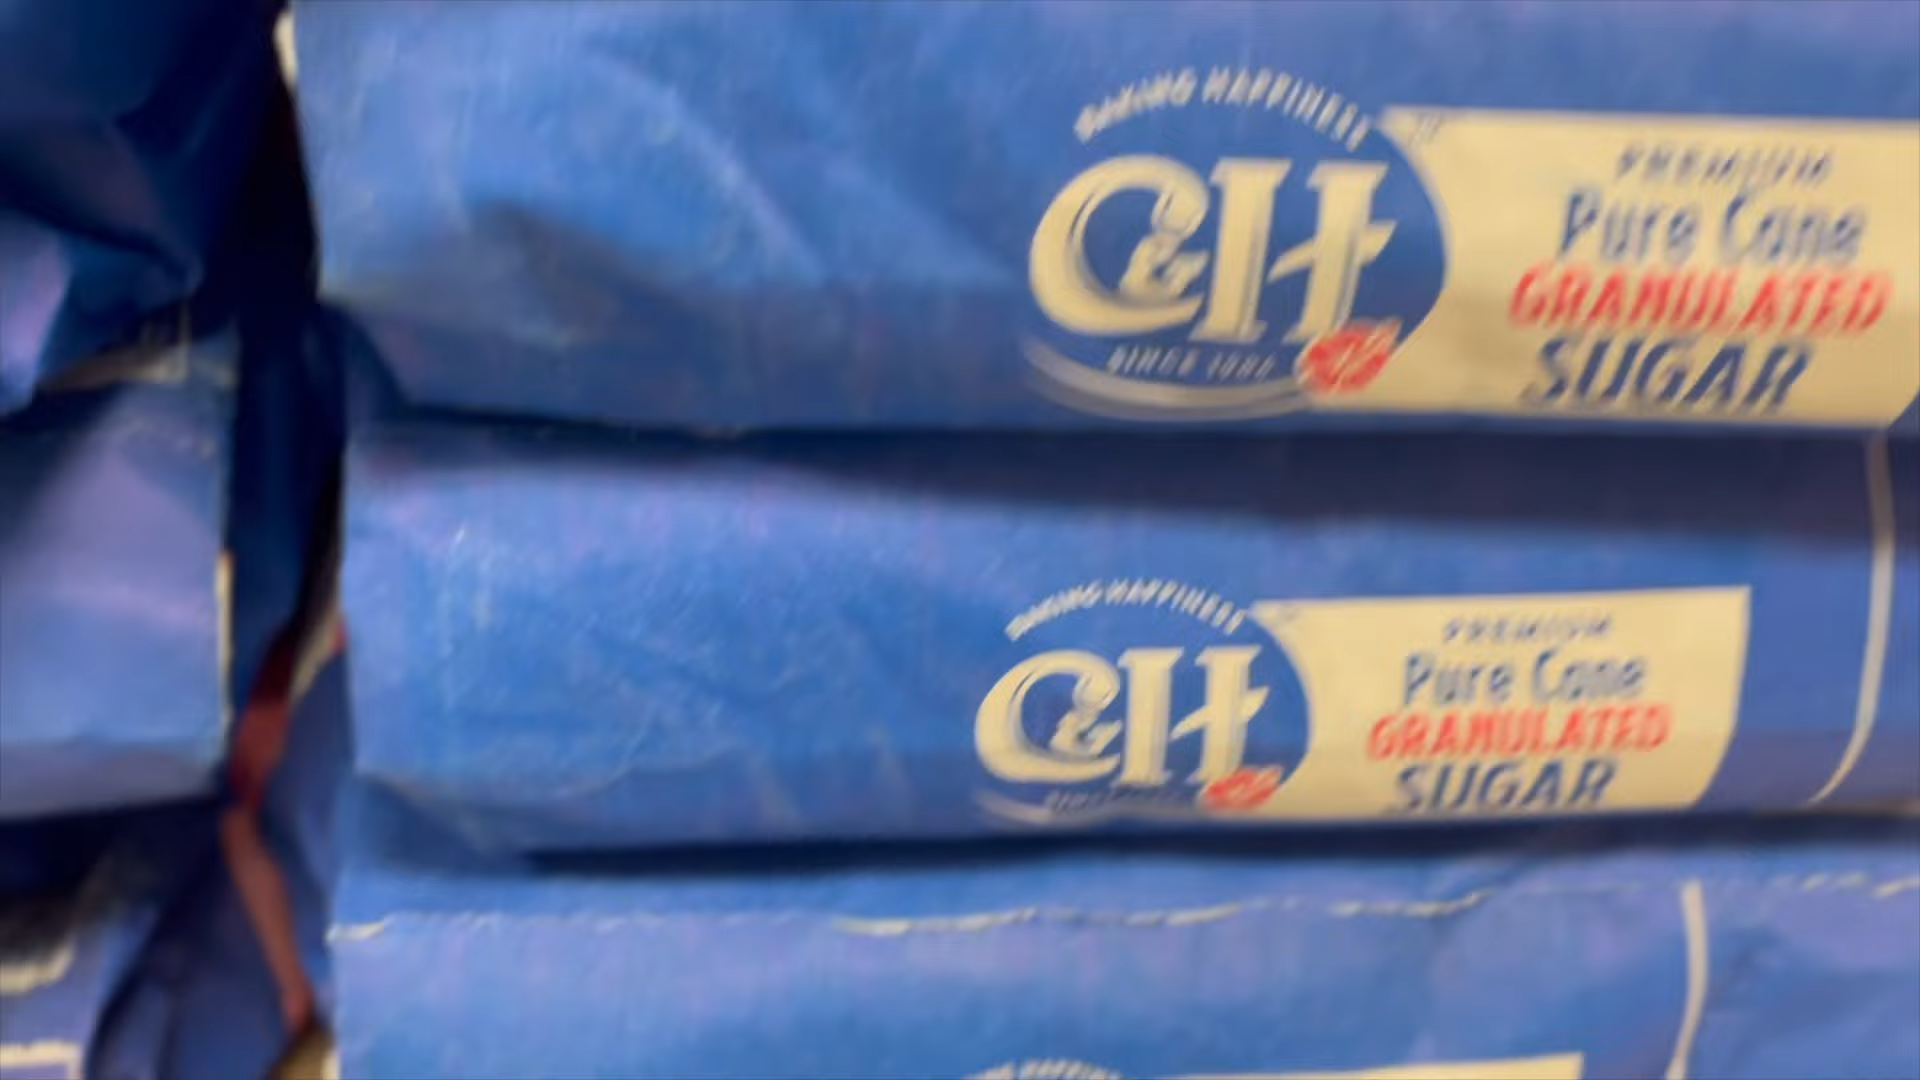 BAKING HAPPINESS
C&H
SINCE 1906
PREMIUM
Pure Cane
GRANULATED
SUGAR
BAKING HAPPINESS
C&H
PREMIUM
Pure Cane
GRANULATED
SUGAR